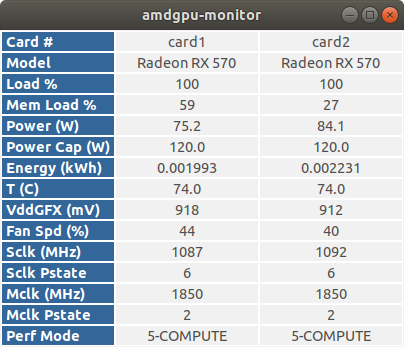 amdgpu-monitor
Card # card1 card2
Model Radeon RX 570 Radeon RX 570
Load % 100 100
Mem Load % 59 27
Power (W) 75.2 84.1
Power Cap (W) 120.0 120.0
Energy (kWh) 0.001993 0.002231
T (C) 74.0 74.0
VddGFX (mV) 918 912
Fan Spd (%) 44 40
Sclk (MHz) 1087 1092
Sclk Pstate 6 6
Mclk (MHz) 1850 1850
Mclk Pstate 2 2
Perf Mode 5-COMPUTE 5-COMPUTE